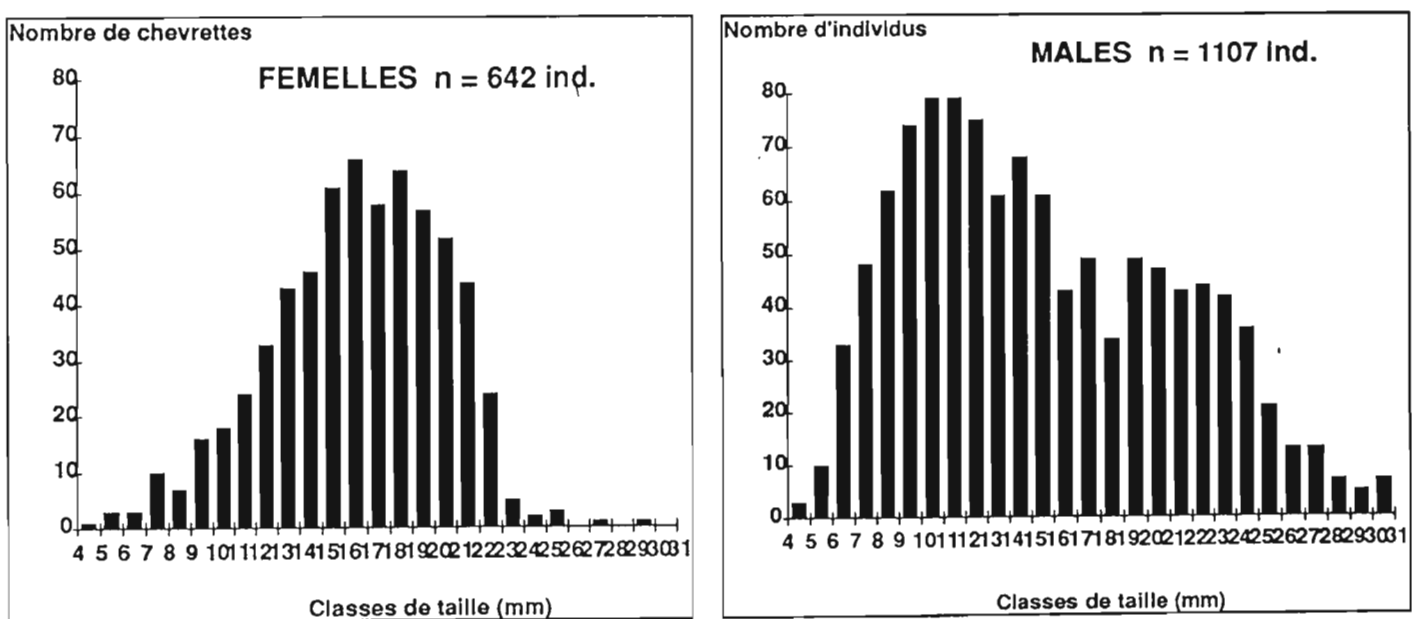 Nombre de chevrettes
FEMELLES n = 642 ind.
80
70
60
50
40
30
20
10
0
4 5 6 7 8 9 10 11 12 13 14 15 16 17 18 19 20 21 22 23 24 25 26 27 28 29 30 31
Classes de taille (mm)
Nombre d'individus
MALES n = 1107 ind.
80
70
60
50
40
30
20
10
0
4 5 6 7 8 9 10 11 12 13 14 15 16 17 18 19 20 21 22 23 24 25 26 27 28 29 30 31
Classes de taille (mm)